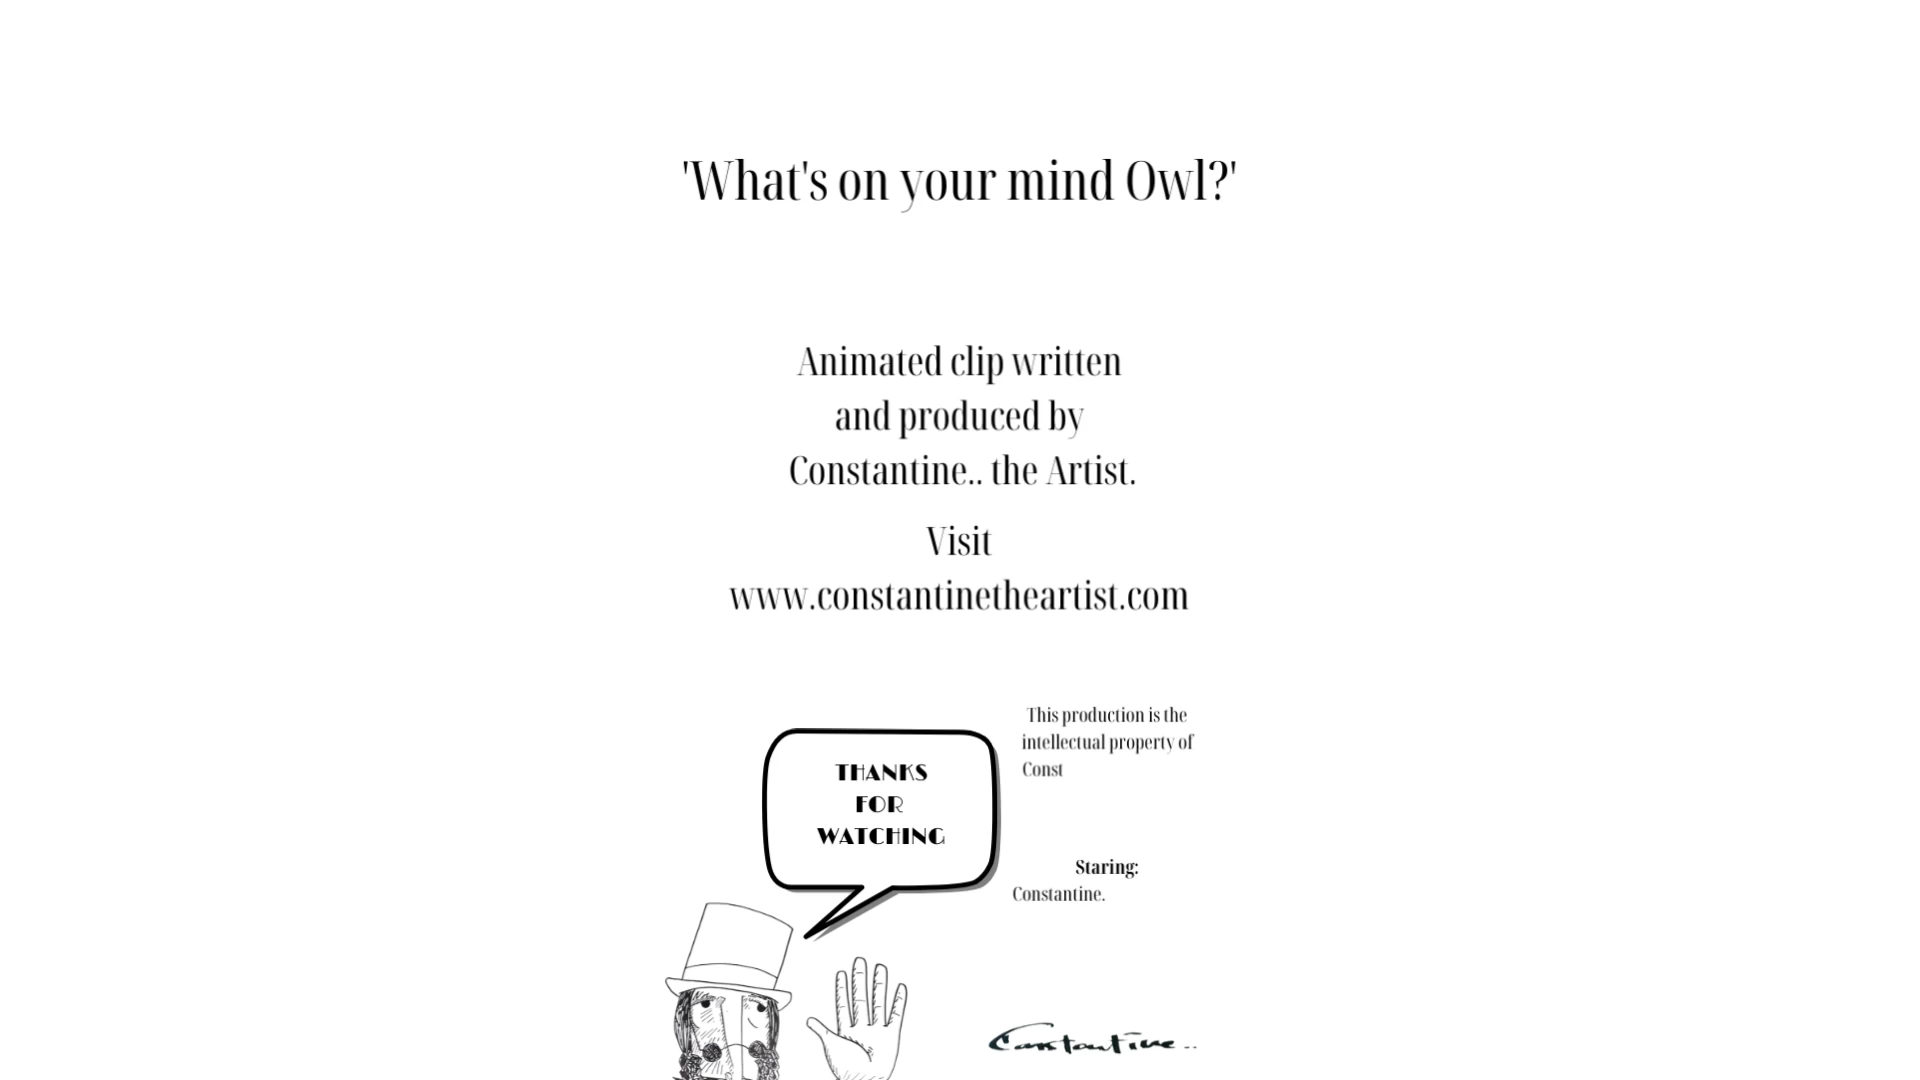 'What's on your mind Owl?'
Animated clip written
and produced by
Constantine.. the Artist.
Visit
www.constantinetheartist.com
This production is the
intellectual property of
Const
THANKS
FOR
WATCHING
Staring:
Constantine.
Constantine..